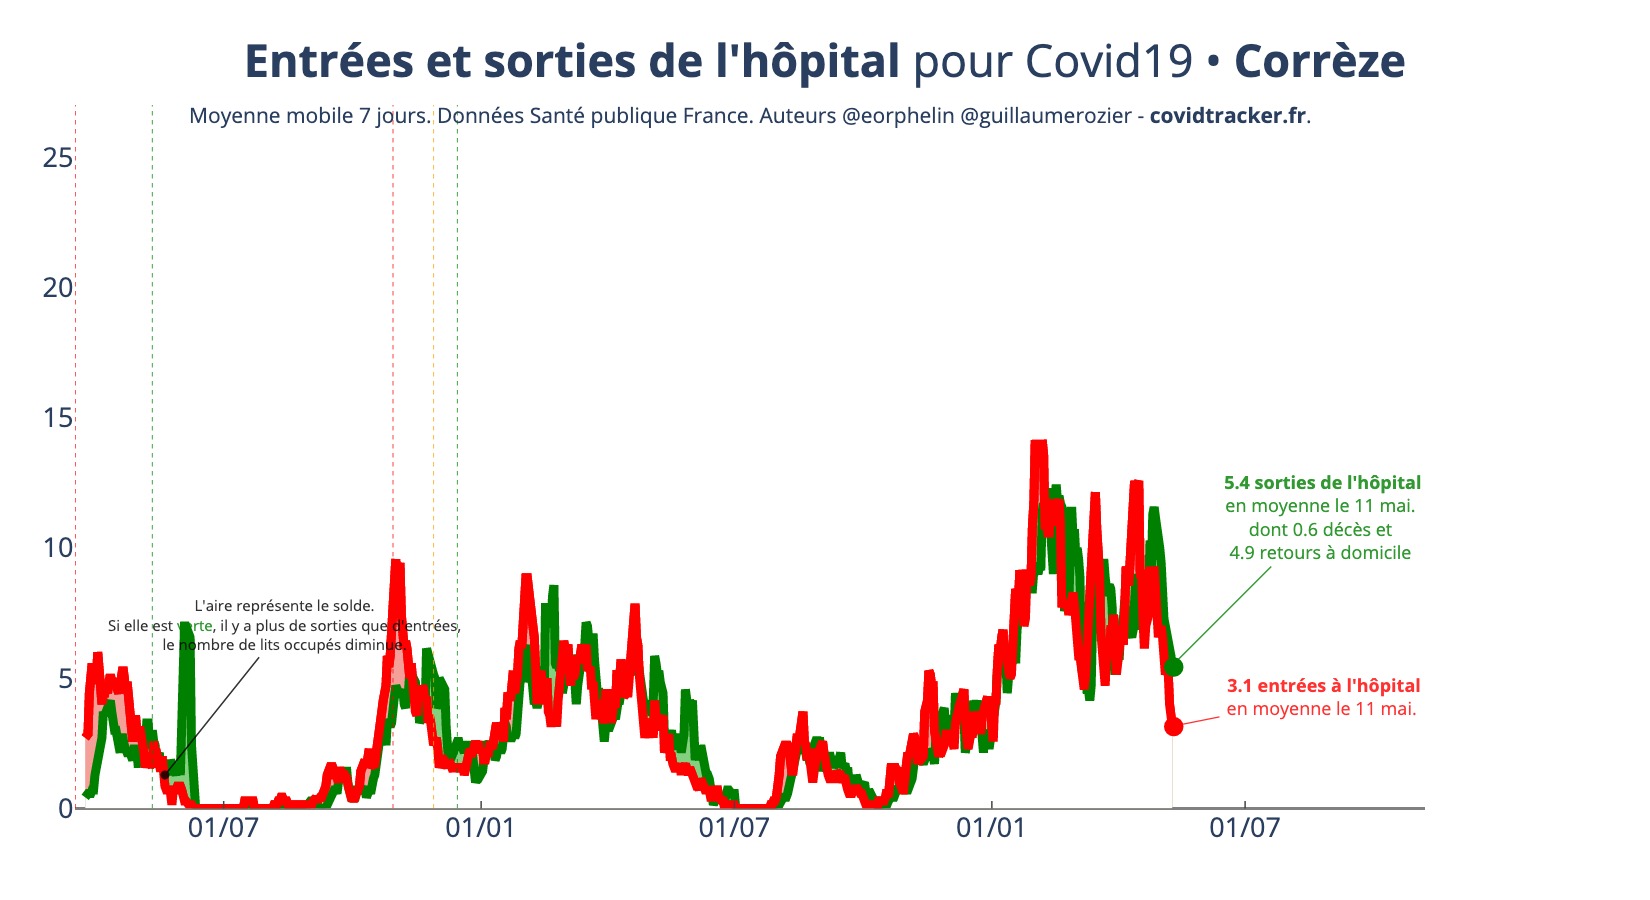 Entrées et sorties de l'hôpital pour Covid19 • Corrèze
Moyenne mobile 7 jours. Données Santé publique France. Auteurs @eorphelin @guillaumerozier - covidtracker.fr.
25
20
15
10
5
0
L'aire représente le solde.
Si elle est verte, il y a plus de sorties que d'entrées,
le nombre de lits occupés diminue.
5.4 sorties de l'hôpital
en moyenne le 11 mai.
dont 0.6 décès et
4.9 retours à domicile
3.1 entrées à l'hôpital
en moyenne le 11 mai.
01/07
01/01
01/07
01/01
01/07